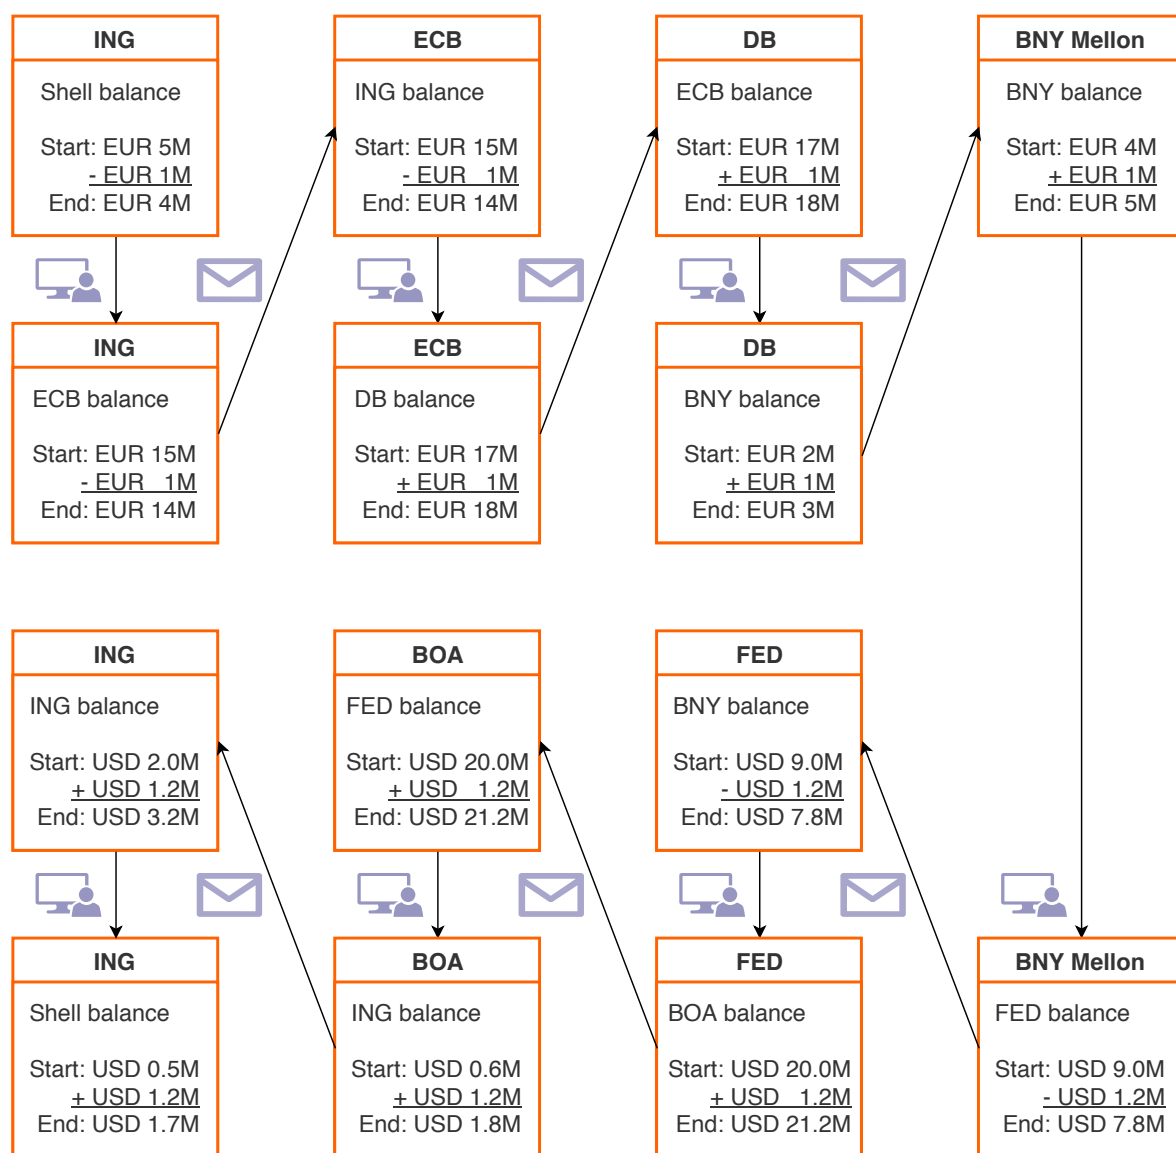 ING
Shell balance
Start: EUR 5M
- EUR 1M
End: EUR 4M
ECB
ING balance
Start: EUR 15M
- EUR 1M
End: EUR 14M
DB
ECB balance
Start: EUR 17M
+ EUR 1M
End: EUR 18M
BNY Mellon
BNY balance
Start: EUR 4M
+ EUR 1M
End: EUR 5M
ING
ECB balance
Start: EUR 15M
- EUR 1M
End: EUR 14M
ECB
DB balance
Start: EUR 17M
+ EUR 1M
End: EUR 18M
DB
BNY balance
Start: EUR 2M
+ EUR 1M
End: EUR 3M
ING
ING balance
Start: USD 2.0M
+ USD 1.2M
End: USD 3.2M
BOA
FED balance
Start: USD 20.0M
+ USD 1.2M
End: USD 21.2M
FED
BNY balance
Start: USD 9.0M
- USD 1.2M
End: USD 7.8M
ING
Shell balance
Start: USD 0.5M
+ USD 1.2M
End: USD 1.7M
BOA
ING balance
Start: USD 0.6M
+ USD 1.2M
End: USD 1.8M
FED
BOA balance
Start: USD 20.0M
+ USD 1.2M
End: USD 21.2M
BNY Mellon
FED balance
Start: USD 9.0M
- USD 1.2M
End: USD 7.8M